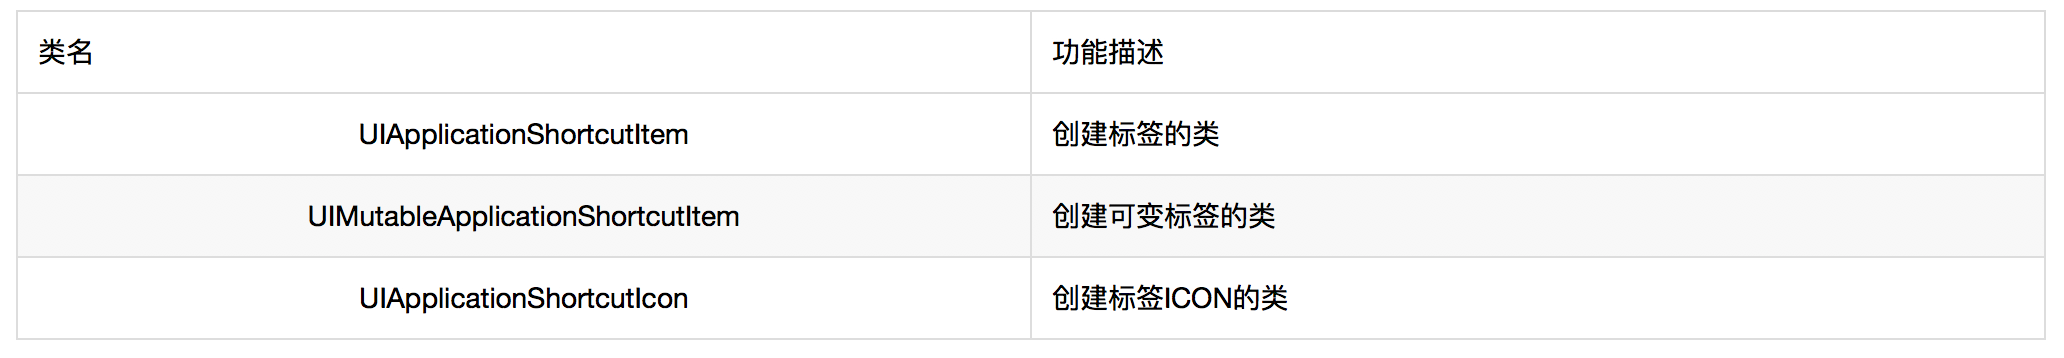 类名 功能描述
UIApplicationShortcutItem 创建标签的类
UIMutableApplicationShortcutItem 创建可变标签的类
UIApplicationShortcutIcon 创建标签ICON的类